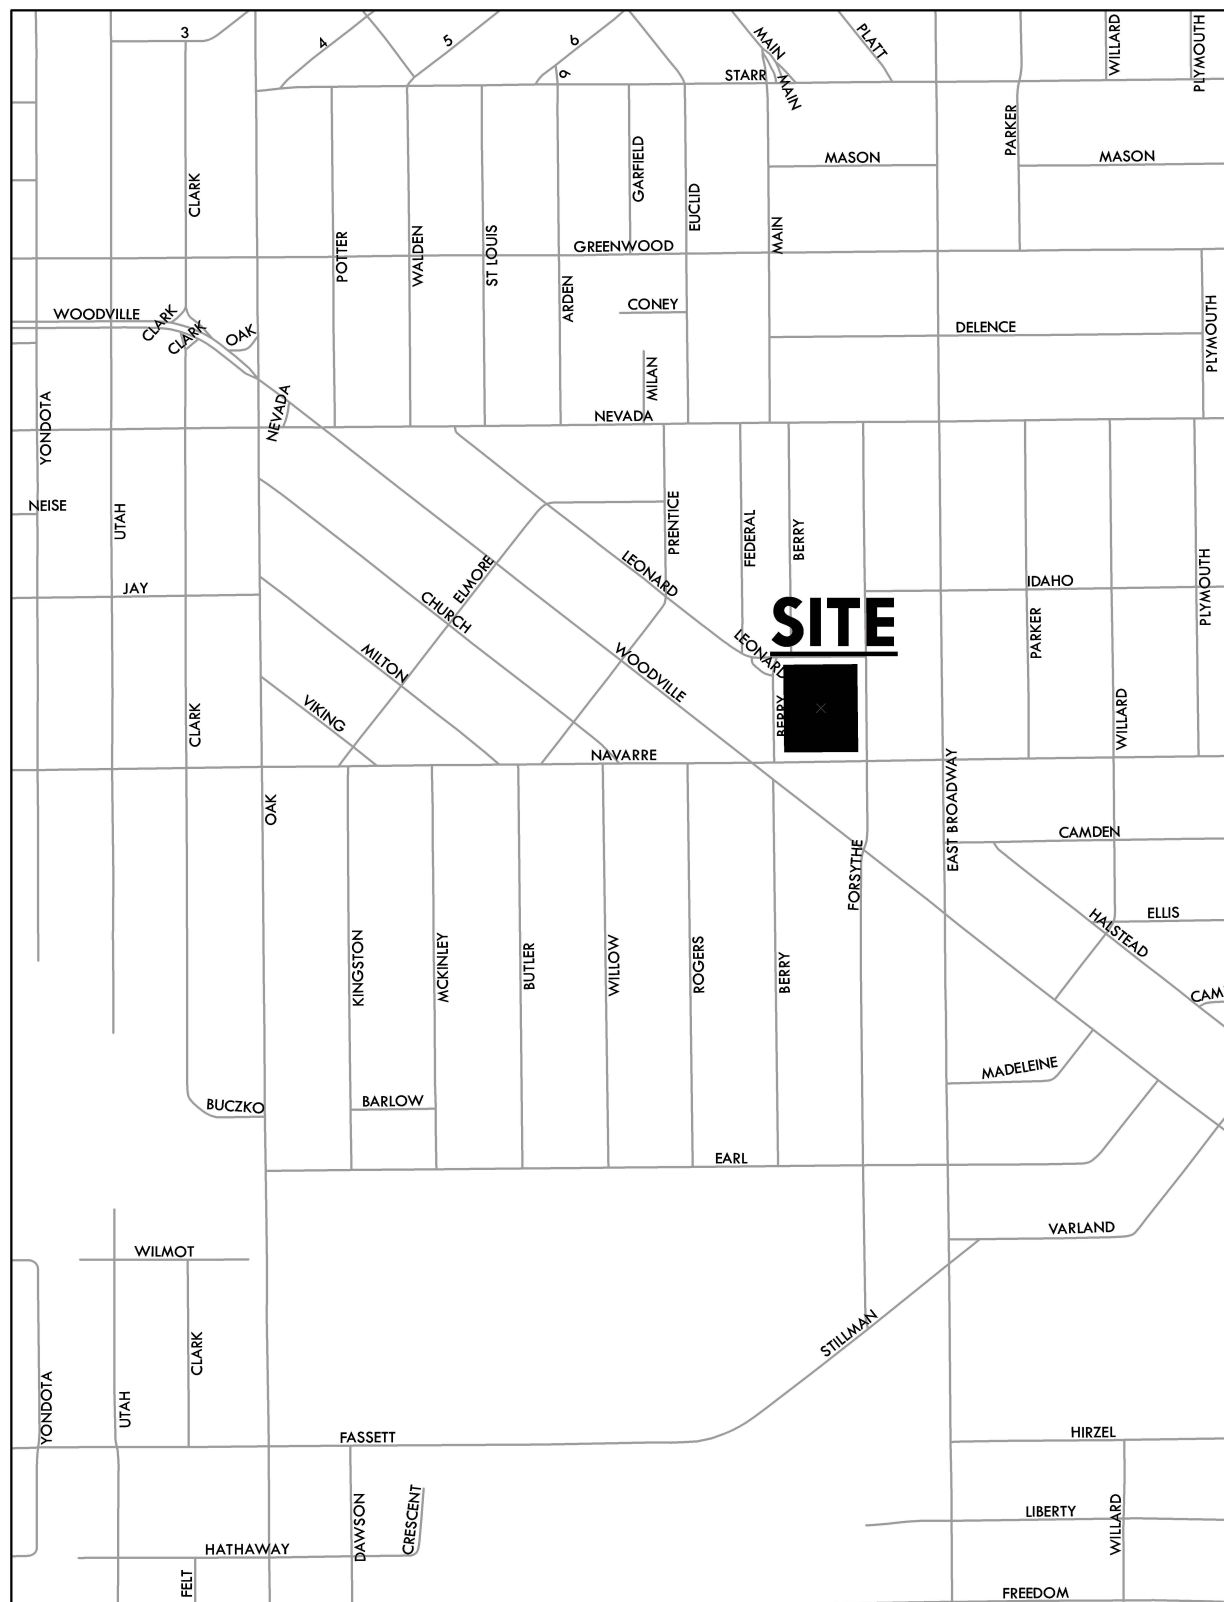 3
4
5
6
6
MAIN
PLATT
WILLARD
PLYMOUTH
STARR
MAIN
PARKER
MASON
MASON
CLARK
GARFIELD
EUCLID
MAIN
POTTER
WALDEN
ST LOUIS
GREENWOOD
ARDEN
CONEY
WOODVILLE
CLARK
CLARK
OAK
DELENCE
PLYMOUTH
MILAN
NEVADA
NEVADA
YONDOTA
NEISE
UTAH
PRENTICE
FEDERAL
BERRY
ELMORE
LEONARD
JAY
CHURCH
IDAHO
PLYMOUTH
PARKER
SITE
LEONARD
MILTON
WOODVILLE
VIKING
CLARK
BERRY
WILLARD
NAVARRE
OAK
EAST BROADWAY
CAMDEN
FORSYTHE
HALSTEAD
ELLIS
KINGSTON
MCKINLEY
BUTLER
WILLOW
ROGERS
BERRY
CAM
MADELEINE
BUCZKO
BARLOW
EARL
VARLAND
WILMOT
CLARK
STILLMAN
YONDOTA
UTAH
FASSETT
HIRZEL
DAWSON
CRESCENT
LIBERTY
WILLARD
HATHAWAY
FELT
FREEDOM